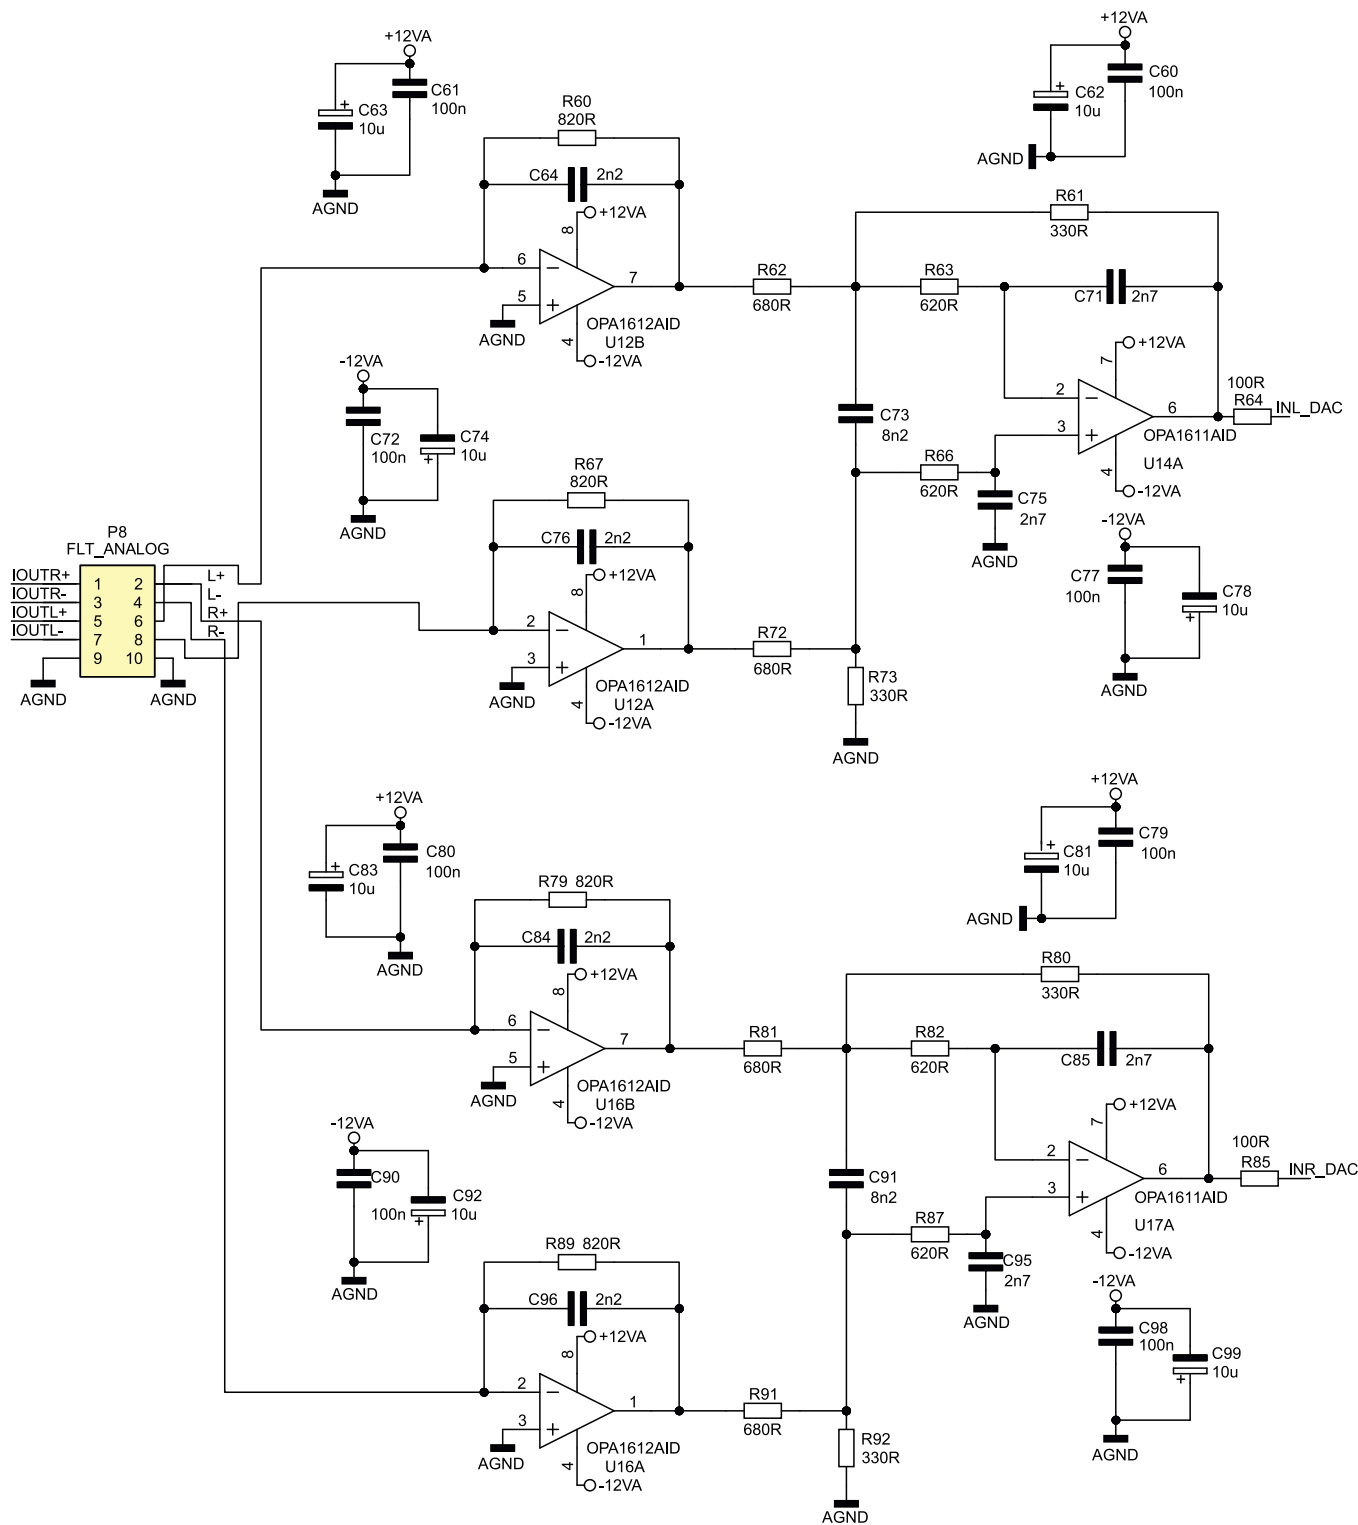 +12VA
C63
10u
C61
100n
AGND
+12VA
C62
10u
C60
100n
AGND
R60
820R
C64 2n2
8
+12VA
6
5
7
4
OPA1612AID
U12B
-12VA
AGND
R61
330R
R62
680R
R63
620R
C71 2n7
7
+12VA
2
3
6
4
OPA1611AID
U14A
-12VA
100R
R64
INL_DAC
-12VA
C72
100n
C74
10u
AGND
C73
8n2
R66
620R
C75
2n7
AGND
R67
820R
C76 2n2
8
+12VA
2
3
1
4
OPA1612AID
U12A
-12VA
AGND
R72
680R
R73
330R
AGND
-12VA
C77
100n
C78
10u
AGND
P8
FLT_ANALOG
IOUTR+ 1 2 L+
IOUTR- 3 4 L-
IOUTL+ 5 6 R+
IOUTL- 7 8 R-
9 10
AGND
AGND
+12VA
C83
10u
C80
100n
AGND
+12VA
C81
10u
C79
100n
AGND
R79 820R
C84 2n2
8
+12VA
6
5
7
4
OPA1612AID
U16B
-12VA
AGND
R80
330R
R81
680R
R82
620R
C85 2n7
7
+12VA
2
3
6
4
OPA1611AID
U17A
-12VA
100R
R85
INR_DAC
-12VA
C90
100n
C92
10u
AGND
C91
8n2
R87
620R
C95
2n7
AGND
R89 820R
C96 2n2
8
+12VA
2
3
1
4
OPA1612AID
U16A
-12VA
AGND
R91
680R
R92
330R
AGND
-12VA
C98
100n
C99
10u
AGND